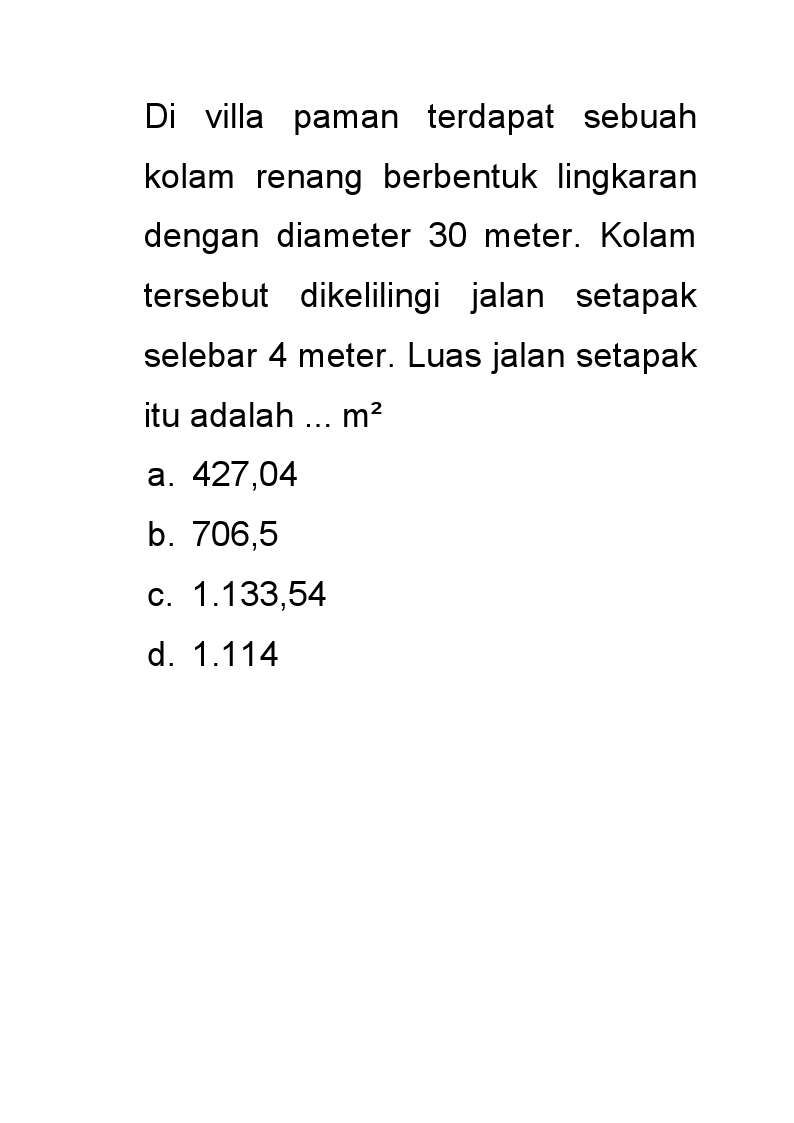 Di villa paman terdapat sebuah
kolam renang berbentuk lingkaran
dengan diameter 30 meter. Kolam
tersebut dikelilingi jalan setapak
selebar 4 meter. Luas jalan setapak
itu adalah ... m²
a. 427,04
b. 706,5
c. 1.133,54
d. 1.114